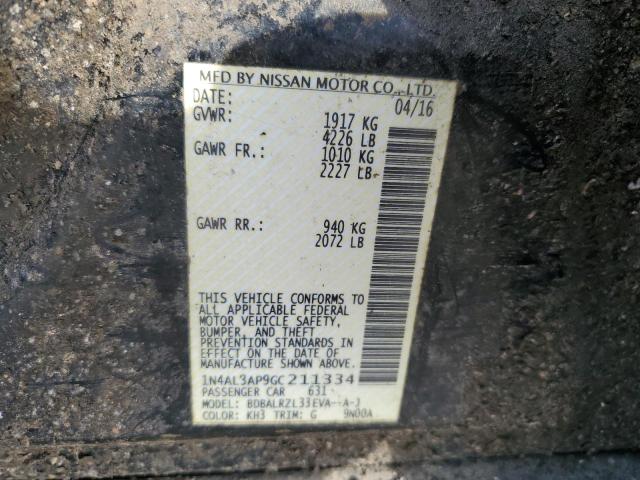 MFD BY NISSAN MOTOR CO., LTD.
DATE: 04/16
GVWR: 1917 KG
4226 LB
GAWR FR.: 1010 KG
2227 LB
GAWR RR.: 940 KG
2072 LB
THIS VEHICLE CONFORMS TO
ALL APPLICABLE FEDERAL
MOTOR VEHICLE SAFETY,
BUMPER, AND THEFT
PREVENTION STANDARDS IN
EFFECT ON THE DATE OF
MANUFACTURE SHOWN ABOVE.
1N4AL3AP9GC211334
PASSENGER CAR 631
MODEL: BDBALRZL33EVA--A-J
COLOR: KH3 TRIM: G 9N00A